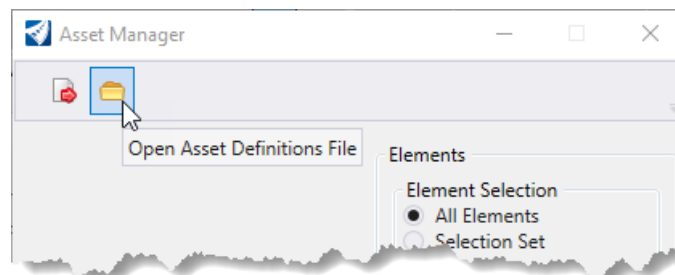 Asset Manager
Open Asset Definitions File
Elements
Element Selection
All Elements
Selection Set